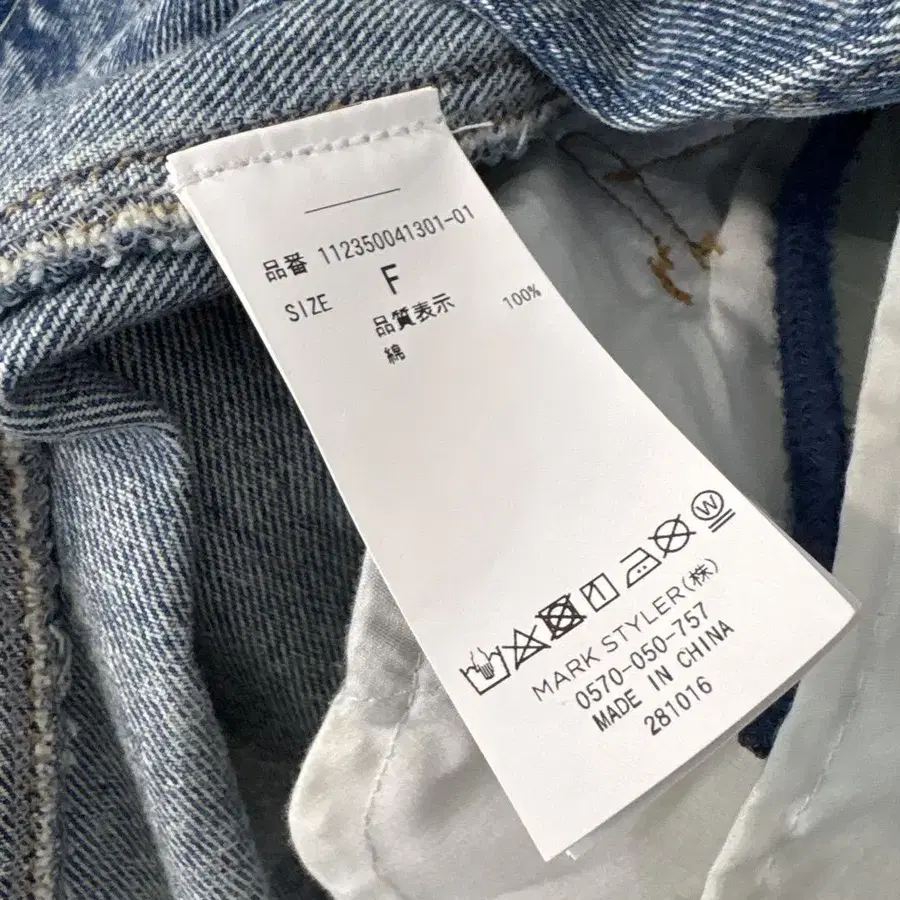 品番 112350041301-01
SIZE F
品質表示
綿 100%
W
MARK STYLER(株)
0570-050-757
MADE IN CHINA
281016